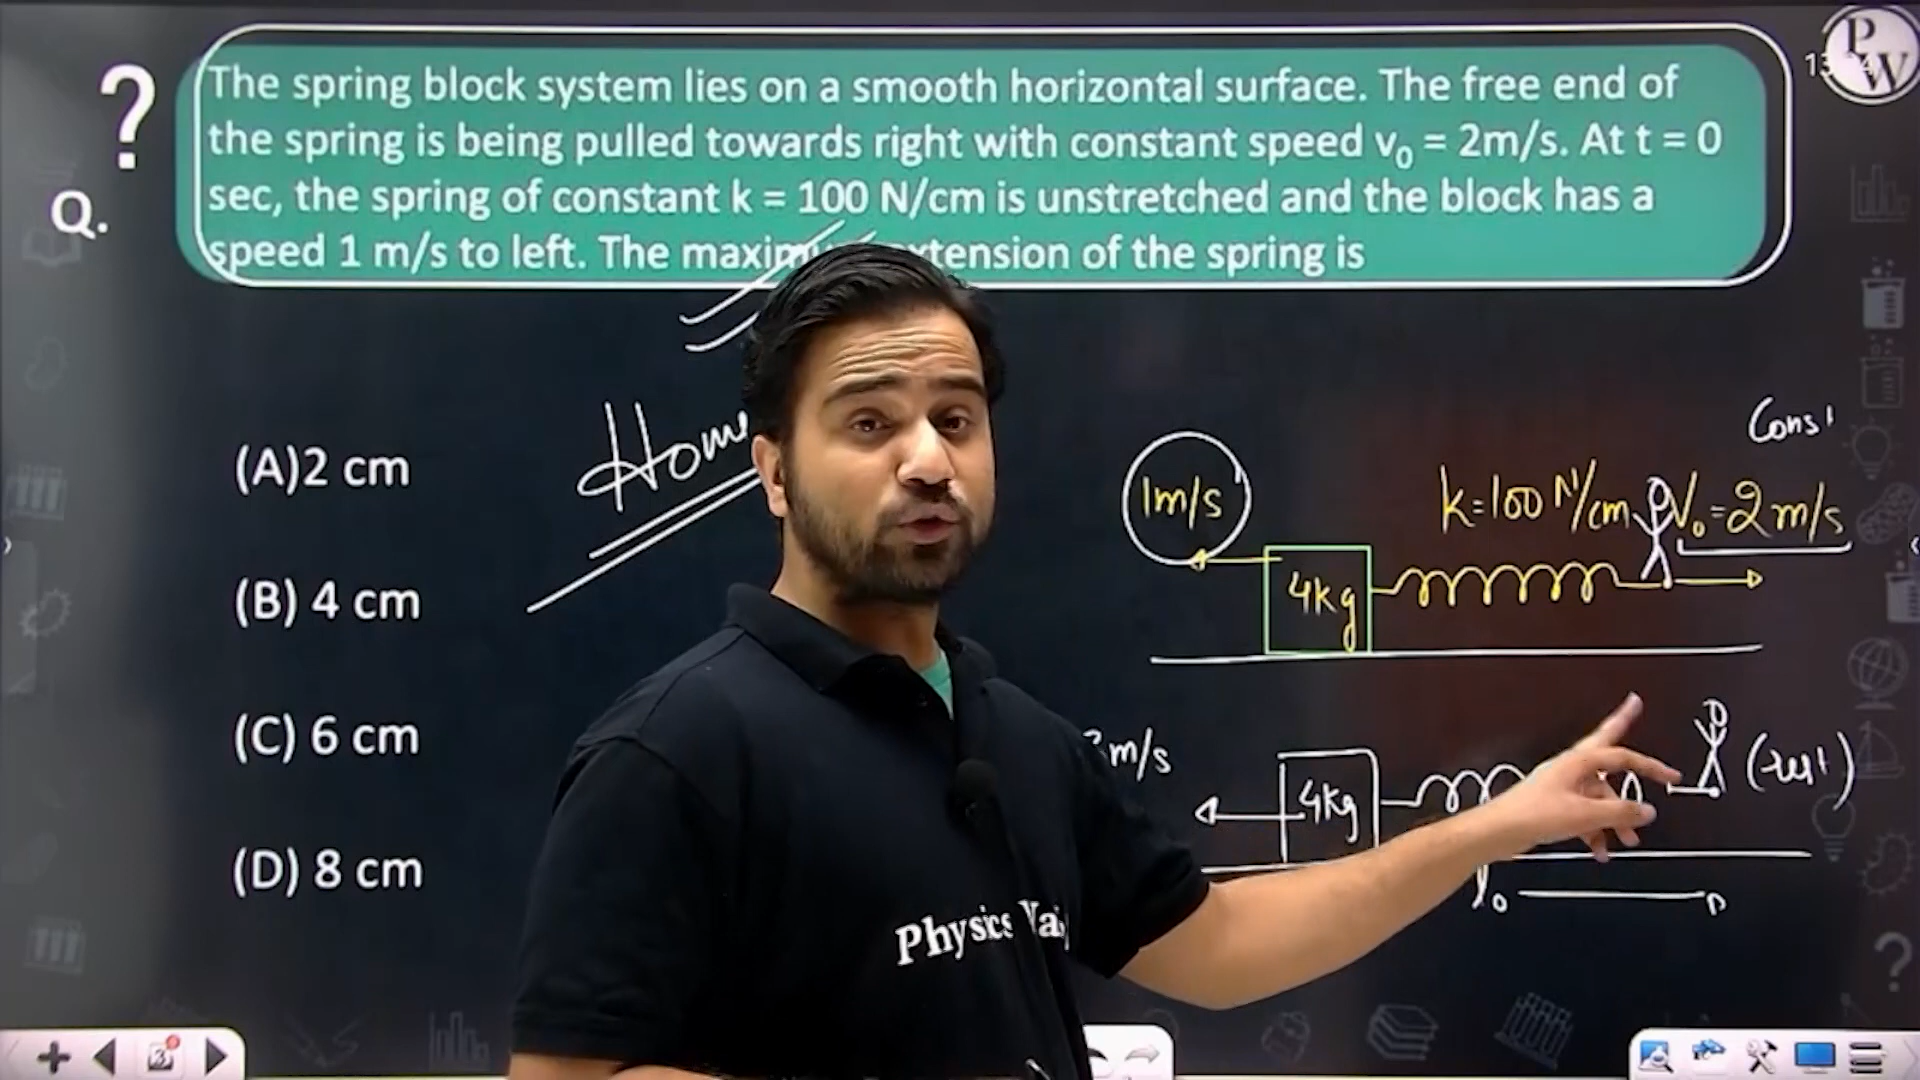 ?
The spring block system lies on a smooth horizontal surface. The free end of
the spring is being pulled towards right with constant speed v₀ = 2m/s. At t = 0
Q.
sec, the spring of constant k = 100 N/cm is unstretched and the block has a
speed 1 m/s to left. The extension of the spring is
P
W
Home
(A)2 cm
(B) 4 cm
(C) 6 cm
(D) 8 cm
Cons
1m/s
k=100 N/cm
V₀=2m/s
4kg
m/s
4kg
(rest)
Physics
?